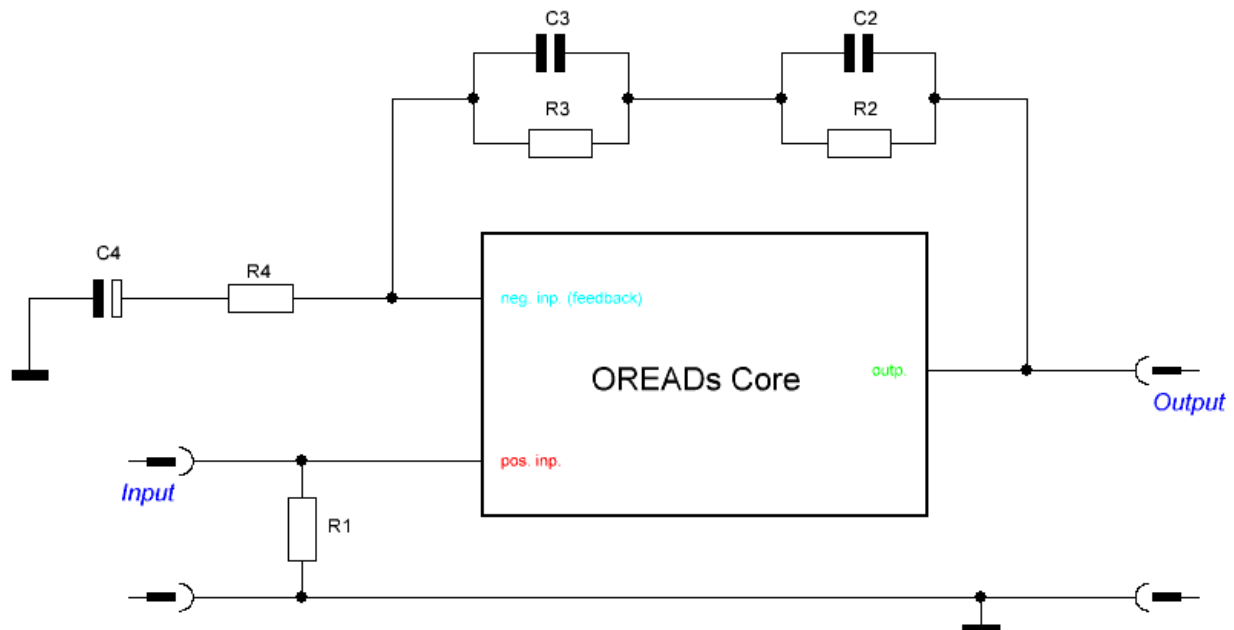 C3
C2
R3
R2
C4
R4
neg. inp. (feedback)
OREADs Core
outp.
Output
pos. inp.
Input
R1